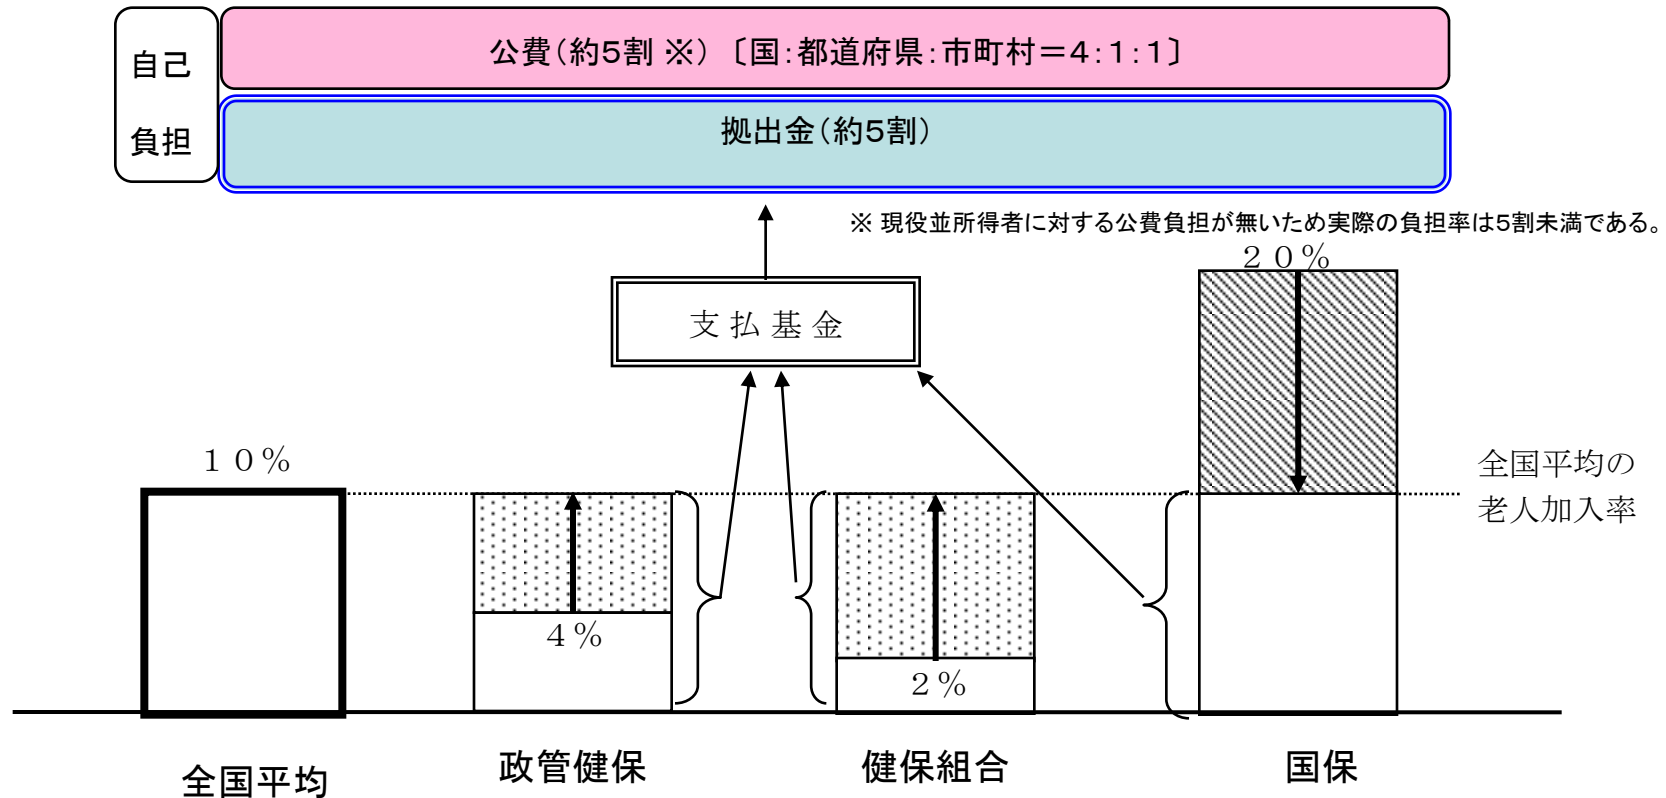 自己
負担
公費（約5割 ※）〔国：都道府県：市町村＝4：1：1〕
拠出金（約5割）
※ 現役並所得者に対する公費負担が無いため実際の負担率は5割未満である。
２０％
支払基金
１０％
全国平均の
老人加入率
４％
２％
全国平均
政管健保
健保組合
国保